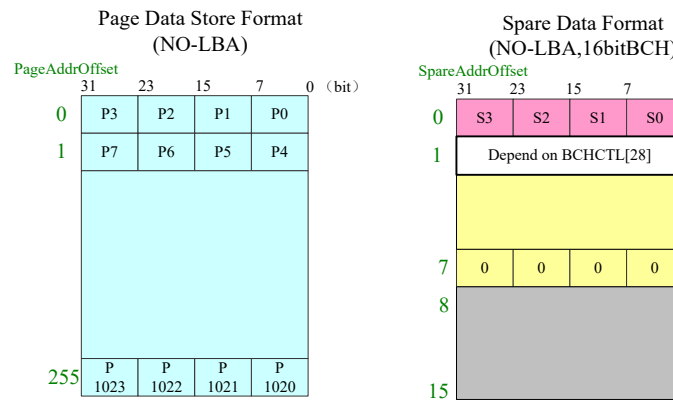 Page Data Store Format
(NO-LBA)
PageAddrOffset
31 23 15 7 0 （bit）
0 P3 P2 P1 P0
1 P7 P6 P5 P4
255 P 1023 P 1022 P 1021 P 1020
Spare Data Format
(NO-LBA,16bitBCH)
SpareAddrOffset
31 23 15 7
0 S3 S2 S1 S0
1 Depend on BCHCTL[28]
7 0 0 0 0
8
15